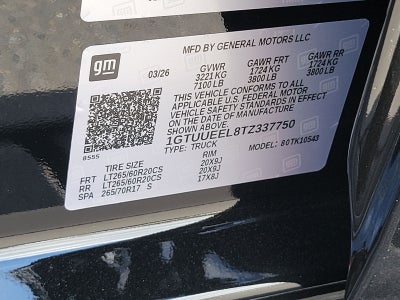 gm
MFD BY GENERAL MOTORS LLC
03/26
GVWR GAWR FRT GAWR RR
3221 KG 1724 KG 1724 KG
7100 LB 3800 LB 3800 LB
THIS VEHICLE CONFORMS TO ALL
APPLICABLE U.S. FEDERAL MOTOR
VEHICLE SAFETY STANDARDS IN EFFECT
ON THE DATE OF MANUFACTURE
SHOWN ABOVE.
1GTUUEEL8TZ337750
TYPE: TRUCK MODEL: 80TK10543
TIRE SIZE RIM
FRT LT265/60R20CS 20X9J
RR LT265/60R20CS 20X9J
SPA 265/70R17 S 17X8J